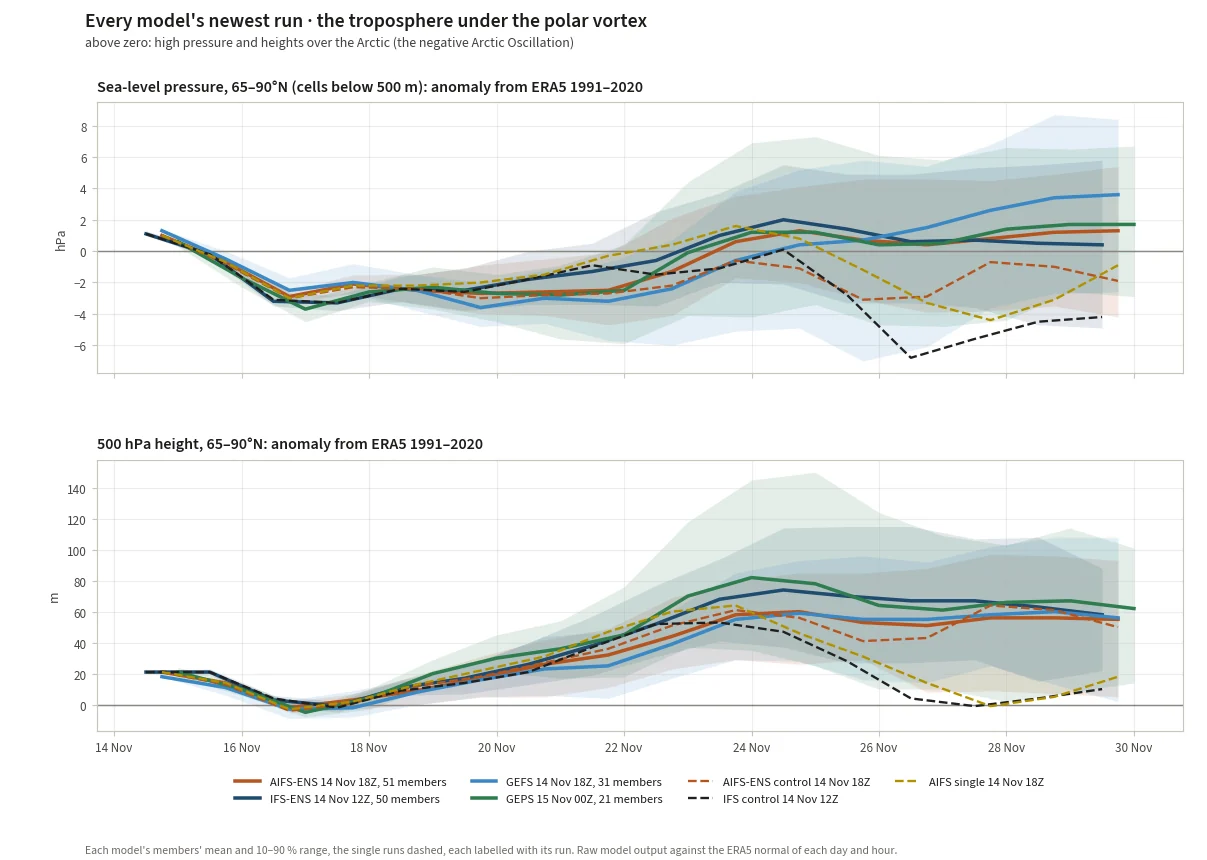 Every model's newest run · the troposphere under the polar vortex
above zero: high pressure and heights over the Arctic (the negative Arctic Oscillation)
Sea-level pressure, 65–90°N (cells below 500 m): anomaly from ERA5 1991–2020
8
6
4
2
0
−2
−4
−6
hPa
500 hPa height, 65–90°N: anomaly from ERA5 1991–2020
140
120
100
80
60
40
20
0
m
14 Nov 16 Nov 18 Nov 20 Nov 22 Nov 24 Nov 26 Nov 28 Nov 30 Nov
AIFS-ENS 14 Nov 18Z, 51 members GEFS 14 Nov 18Z, 31 members AIFS-ENS control 14 Nov 18Z AIFS single 14 Nov 18Z
IFS-ENS 14 Nov 12Z, 50 members GEPS 15 Nov 00Z, 21 members IFS control 14 Nov 12Z
Each model's members' mean and 10–90 % range, the single runs dashed, each labelled with its run. Raw model output against the ERA5 normal of each day and hour.